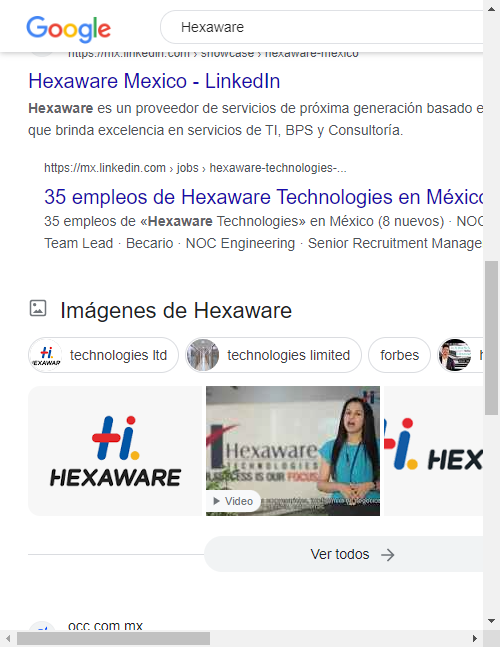 Google
Hexaware
https://mx.linkedin.com › showcase › hexaware-mexico
Hexaware Mexico - LinkedIn
Hexaware es un proveedor de servicios de próxima generación basado e
que brinda excelencia en servicios de TI, BPS y Consultoría.
https://mx.linkedin.com › jobs › hexaware-technologies-...
35 empleos de Hexaware Technologies en México
35 empleos de «Hexaware Technologies» en México (8 nuevos) · NOC
Team Lead · Becario · NOC Engineering · Senior Recruitment Manage
Imágenes de Hexaware
technologies ltd
technologies limited
forbes
h
Hi.
HEXAWARE
Hexaware
TECHNOLOGIES
SUCCESS IS OUR FOCUS
Video
HEX
Ver todos
occ.com.mx